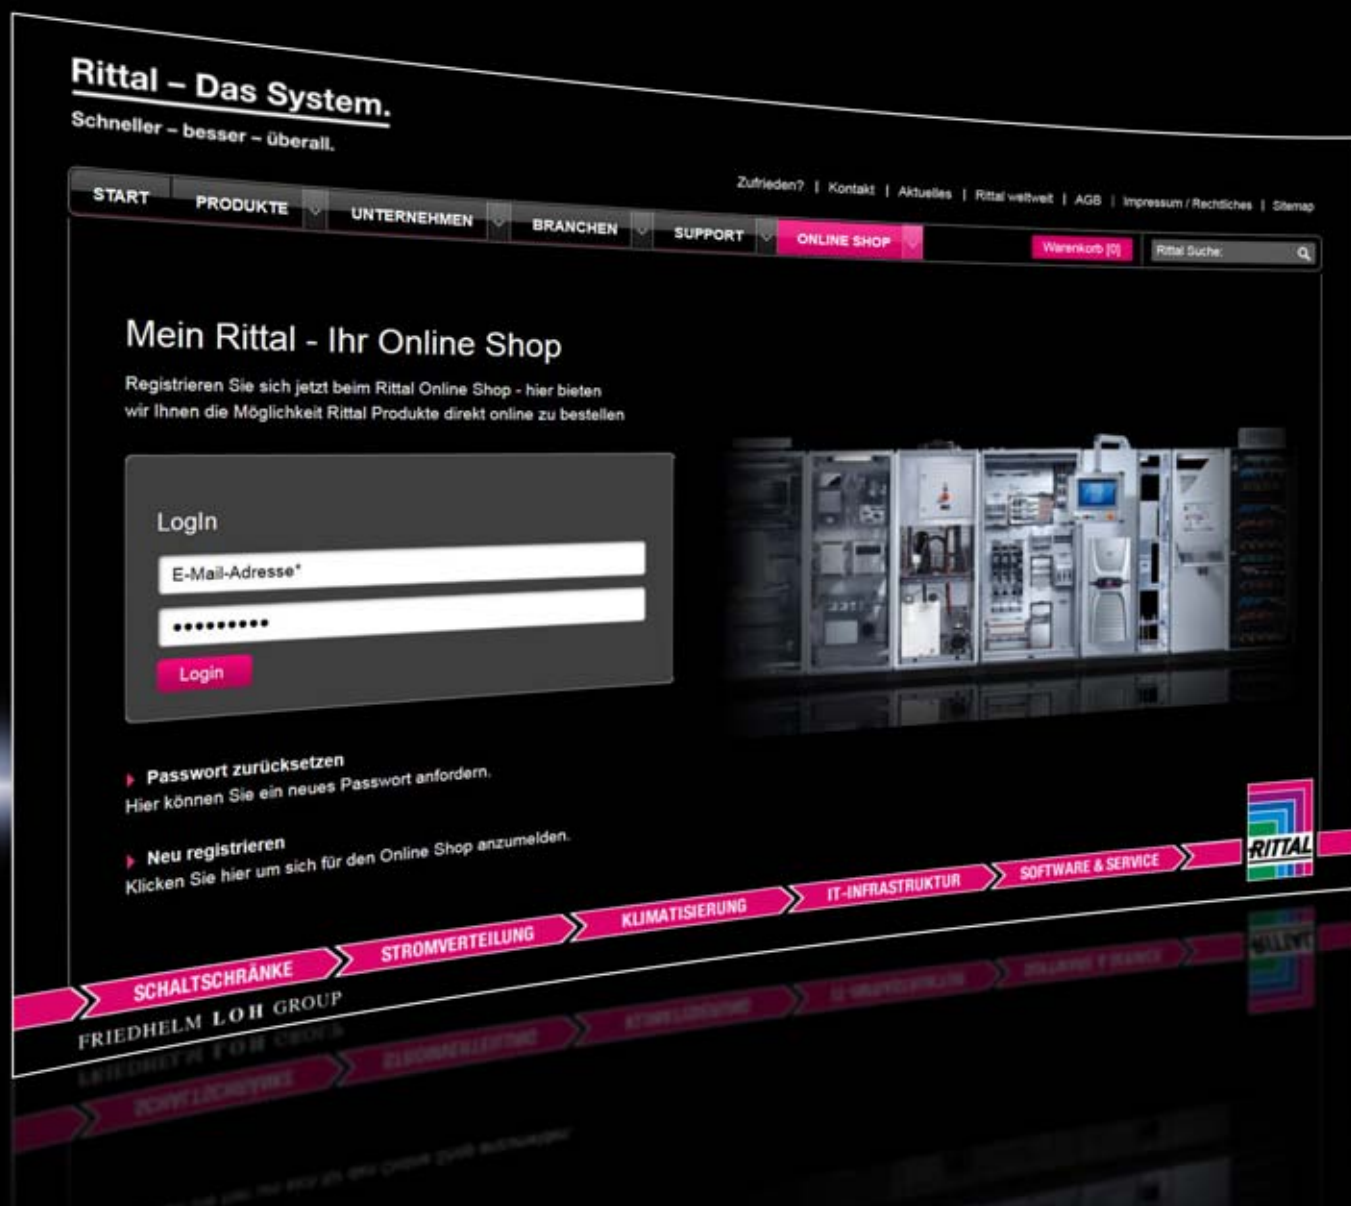 Rittal – Das System.
Schneller – besser – überall.
Zufrieden? | Kontakt | Aktuelles | Rittal weltweit | AGB | Impressum / Rechtliches | Sitemap
START PRODUKTE UNTERNEHMEN BRANCHEN SUPPORT ONLINE SHOP Warenkorb [0] Rittal Suche:
Mein Rittal - Ihr Online Shop
Registrieren Sie sich jetzt beim Rittal Online Shop - hier bieten
wir Ihnen die Möglichkeit Rittal Produkte direkt online zu bestellen
LogIn
E-Mail-Adresse*
•••••••••
Login
Passwort zurücksetzen
Hier können Sie ein neues Passwort anfordern.
Neu registrieren
Klicken Sie hier um sich für den Online Shop anzumelden.
SCHALTSCHRÄNKE STROMVERTEILUNG KLIMATISIERUNG IT-INFRASTRUKTUR SOFTWARE & SERVICE RITTAL
FRIEDHELM LOH GROUP